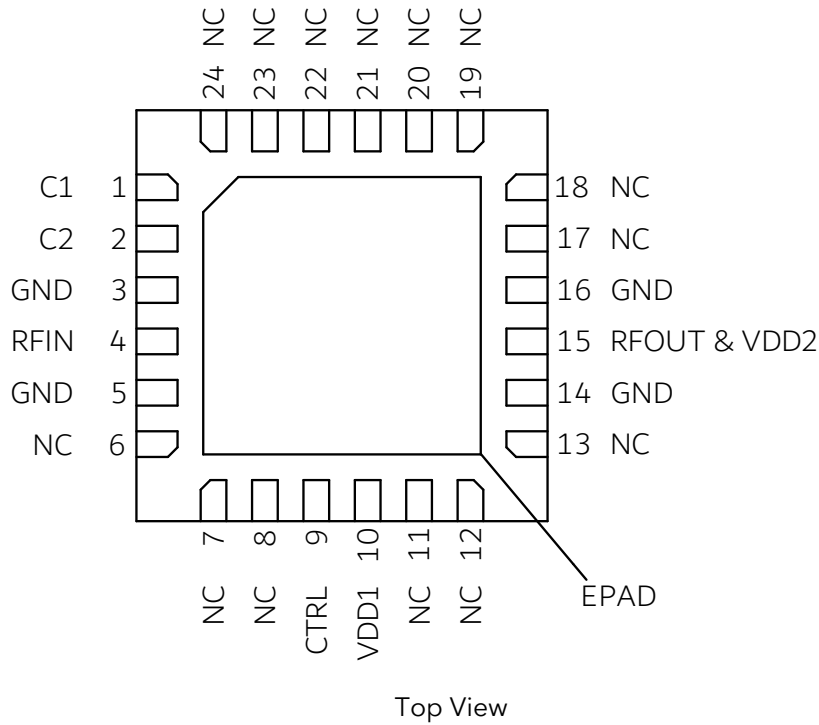 NC NC NC NC NC NC
24 23 22 21 20 19
C1 1
C2 2
GND 3
RFIN 4
GND 5
NC 6
18 NC
17 NC
16 GND
15 RFOUT & VDD2
14 GND
13 NC
7 8 9 10 11 12
NC NC CTRL VDD1 NC NC
EPAD
Top View